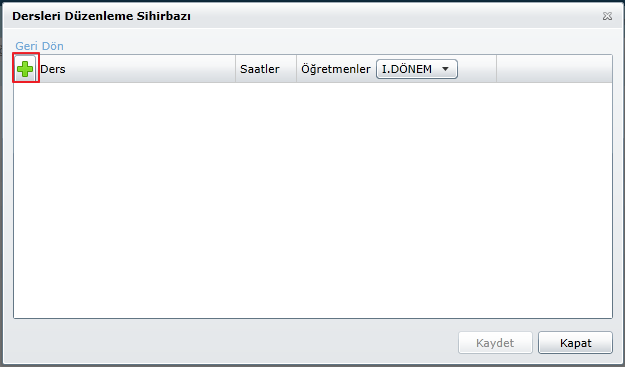 Dersleri Düzenleme Sihirbazı
Geri Dön
Ders Saatler Öğretmenler I.DÖNEM
Kaydet Kapat